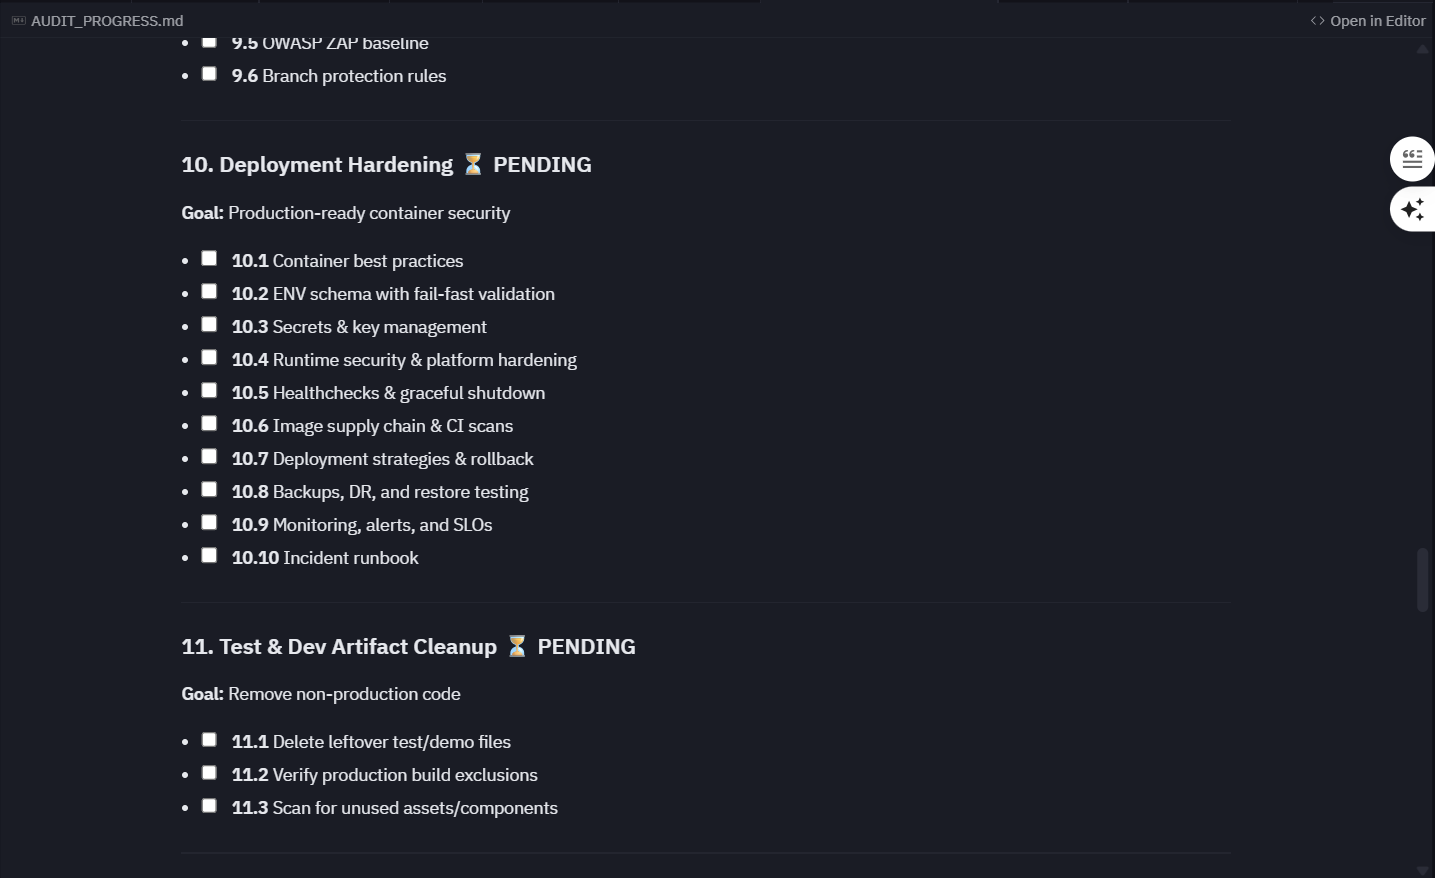 AUDIT_PROGRESS.md
Open in Editor
9.5 OWASP ZAP baseline
9.6 Branch protection rules
10. Deployment Hardening ⏳ PENDING
Goal: Production-ready container security
10.1 Container best practices
10.2 ENV schema with fail-fast validation
10.3 Secrets & key management
10.4 Runtime security & platform hardening
10.5 Healthchecks & graceful shutdown
10.6 Image supply chain & CI scans
10.7 Deployment strategies & rollback
10.8 Backups, DR, and restore testing
10.9 Monitoring, alerts, and SLOs
10.10 Incident runbook
11. Test & Dev Artifact Cleanup ⏳ PENDING
Goal: Remove non-production code
11.1 Delete leftover test/demo files
11.2 Verify production build exclusions
11.3 Scan for unused assets/components